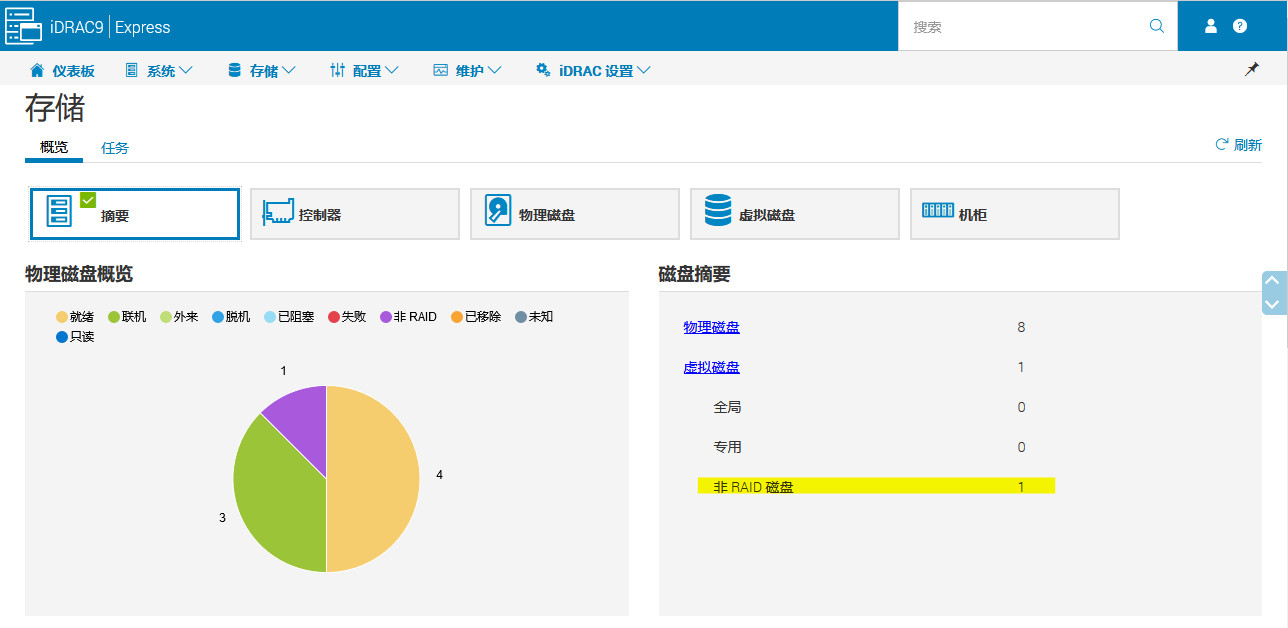 iDRAC9 Express 搜索
仪表板 系统 存储 配置 维护 iDRAC 设置
存储
概览 任务 刷新
摘要 控制器 物理磁盘 虚拟磁盘 机柜
物理磁盘概览
就绪 联机 外来 脱机 已阻塞 失败 非 RAID 已移除 未知
只读
1
4
3
磁盘摘要
物理磁盘 8
虚拟磁盘 1
全局 0
专用 0
非 RAID 磁盘 1